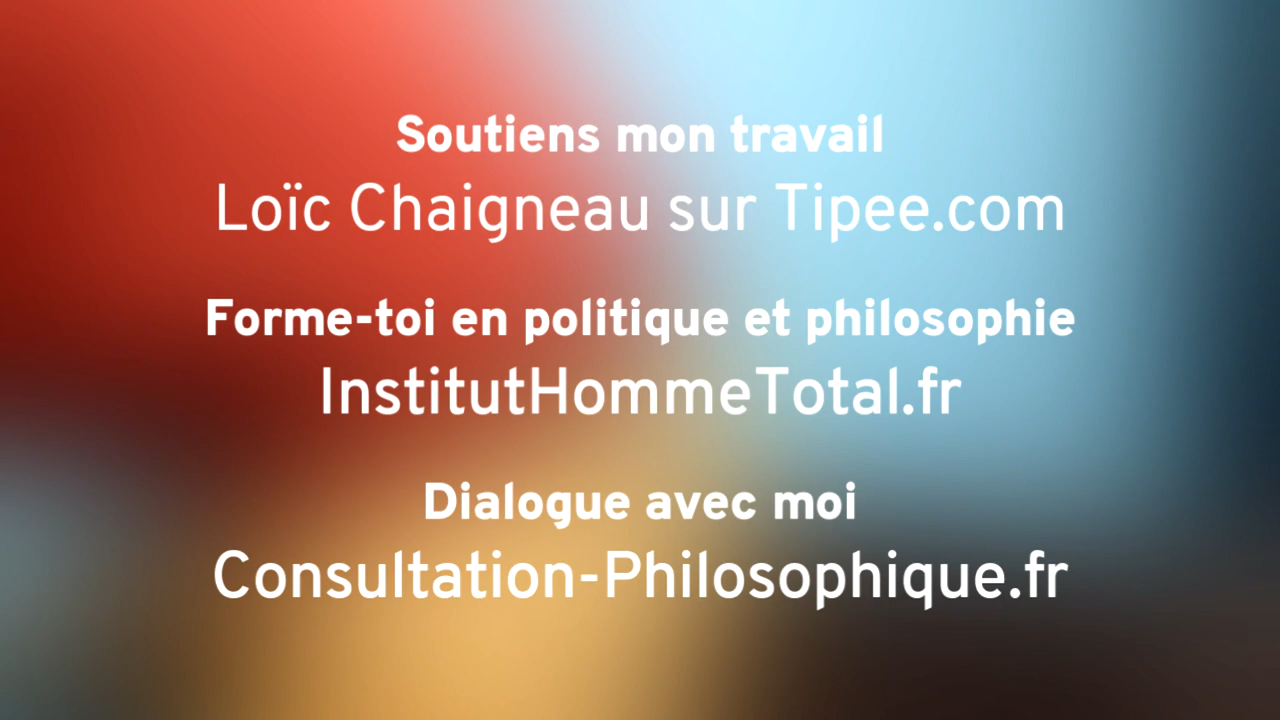 Soutiens mon travail
Loïc Chaigneau sur Tipee.com
Forme-toi en politique et philosophie
InstitutHommeTotal.fr
Dialogue avec moi
Consultation-Philosophique.fr